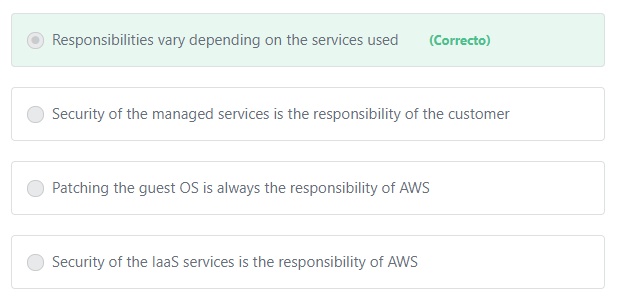 Responsibilities vary depending on the services used (Correcto)
Security of the managed services is the responsibility of the customer
Patching the guest OS is always the responsibility of AWS
Security of the IaaS services is the responsibility of AWS